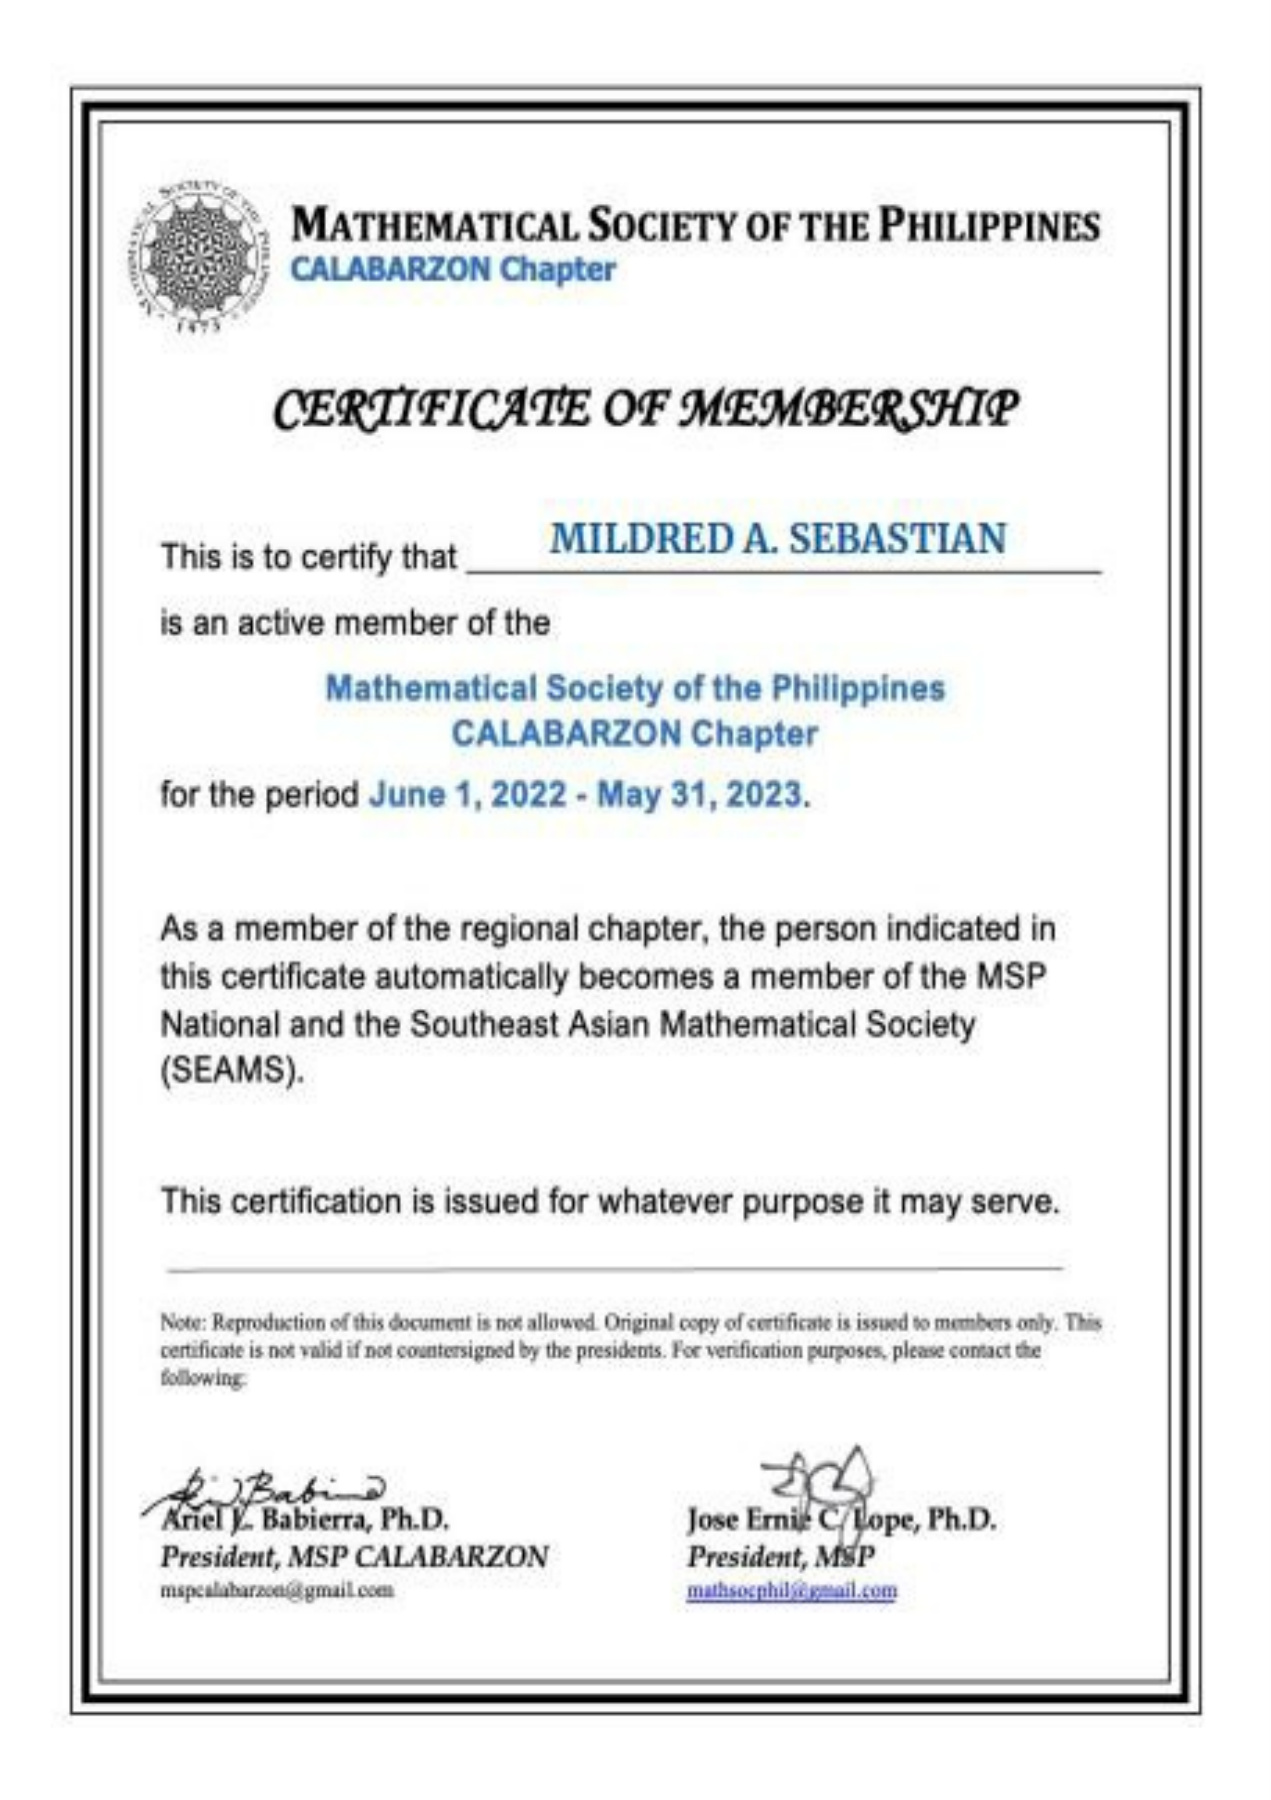 MATHEMATICAL SOCIETY OF THE PHILIPPINES
CALABARZON Chapter
MATHEMATICAL SOCIETY OF THE PHILIPPINES
1973
CERTIFICATE OF MEMBERSHIP
MILDRED A. SEBASTIAN
This is to certify that
is an active member of the
Mathematical Society of the Philippines
CALABARZON Chapter
for the period June 1, 2022 - May 31, 2023.
As a member of the regional chapter, the person indicated in
this certificate automatically becomes a member of the MSP
National and the Southeast Asian Mathematical Society
(SEAMS).
This certification is issued for whatever purpose it may serve.
Note: Reproduction of this document is not allowed. Original copy of certificate is issued to members only. This
certificate is not valid if not countersigned by the presidents. For verification purposes, please contact the
following:
Ariel L. Babierra, Ph.D.
President, MSP CALABARZON
mspcalabarzon@gmail.com
Jose Ernie C. Lope, Ph.D.
President, MSP
mathsocphil@gmail.com